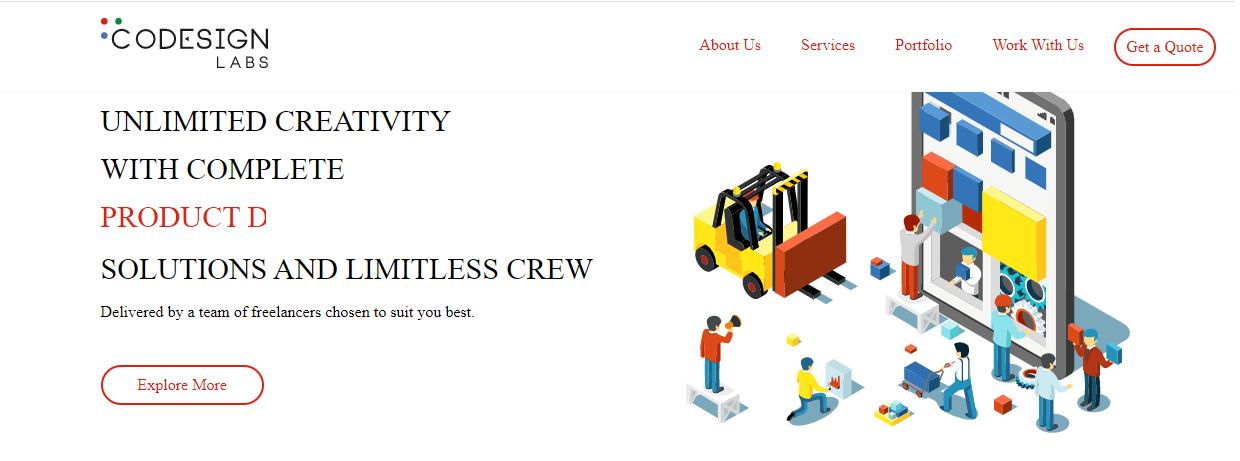 CODESIGN
LABS
About Us
Services
Portfolio
Work With Us
Get a Quote
UNLIMITED CREATIVITY
WITH COMPLETE
PRODUCT D
SOLUTIONS AND LIMITLESS CREW
Delivered by a team of freelancers chosen to suit you best.
Explore More